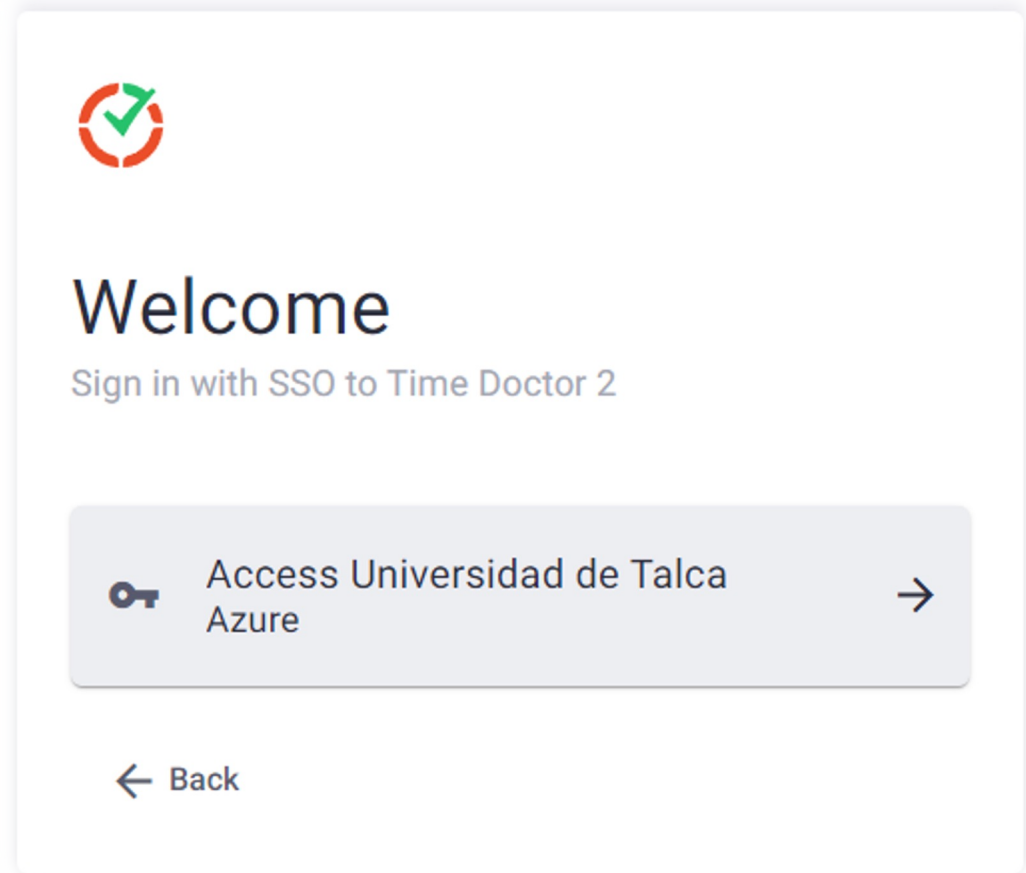 Welcome
Sign in with SSO to Time Doctor 2
Access Universidad de Talca
Azure
Back